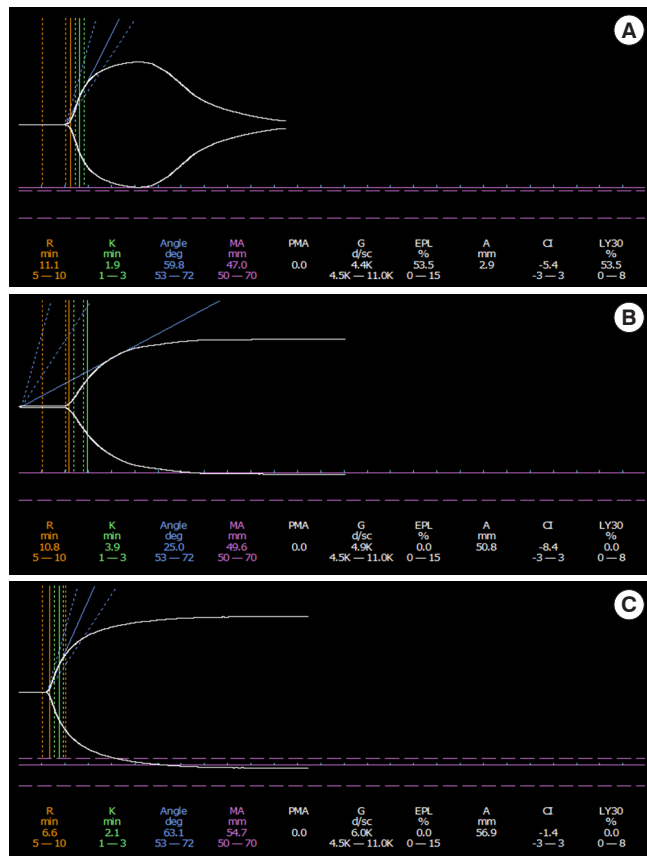 A
R K Angle MA PMA G EPL A CI LY30
min min deg mm d/sc % mm %
11.1 1.9 59.8 47.0 0.0 4.4K 53.5 2.9 -5.4 53.5
5 — 10 1 — 3 53 — 72 50 — 70 4.5K — 11.0K 0 — 15 -3 — 3 0 — 8
B
R K Angle MA PMA G EPL A CI LY30
min min deg mm d/sc % mm %
10.8 3.9 25.0 49.6 0.0 4.9K 0.0 50.8 -8.4 0.0
5 — 10 1 — 3 53 — 72 50 — 70 4.5K — 11.0K 0 — 15 -3 — 3 0 — 8
C
R K Angle MA PMA G EPL A CI LY30
min min deg mm d/sc % mm %
6.6 2.1 63.1 54.7 0.0 6.0K 0.0 56.9 -1.4 0.0
5 — 10 1 — 3 53 — 72 50 — 70 4.5K — 11.0K 0 — 15 -3 — 3 0 — 8